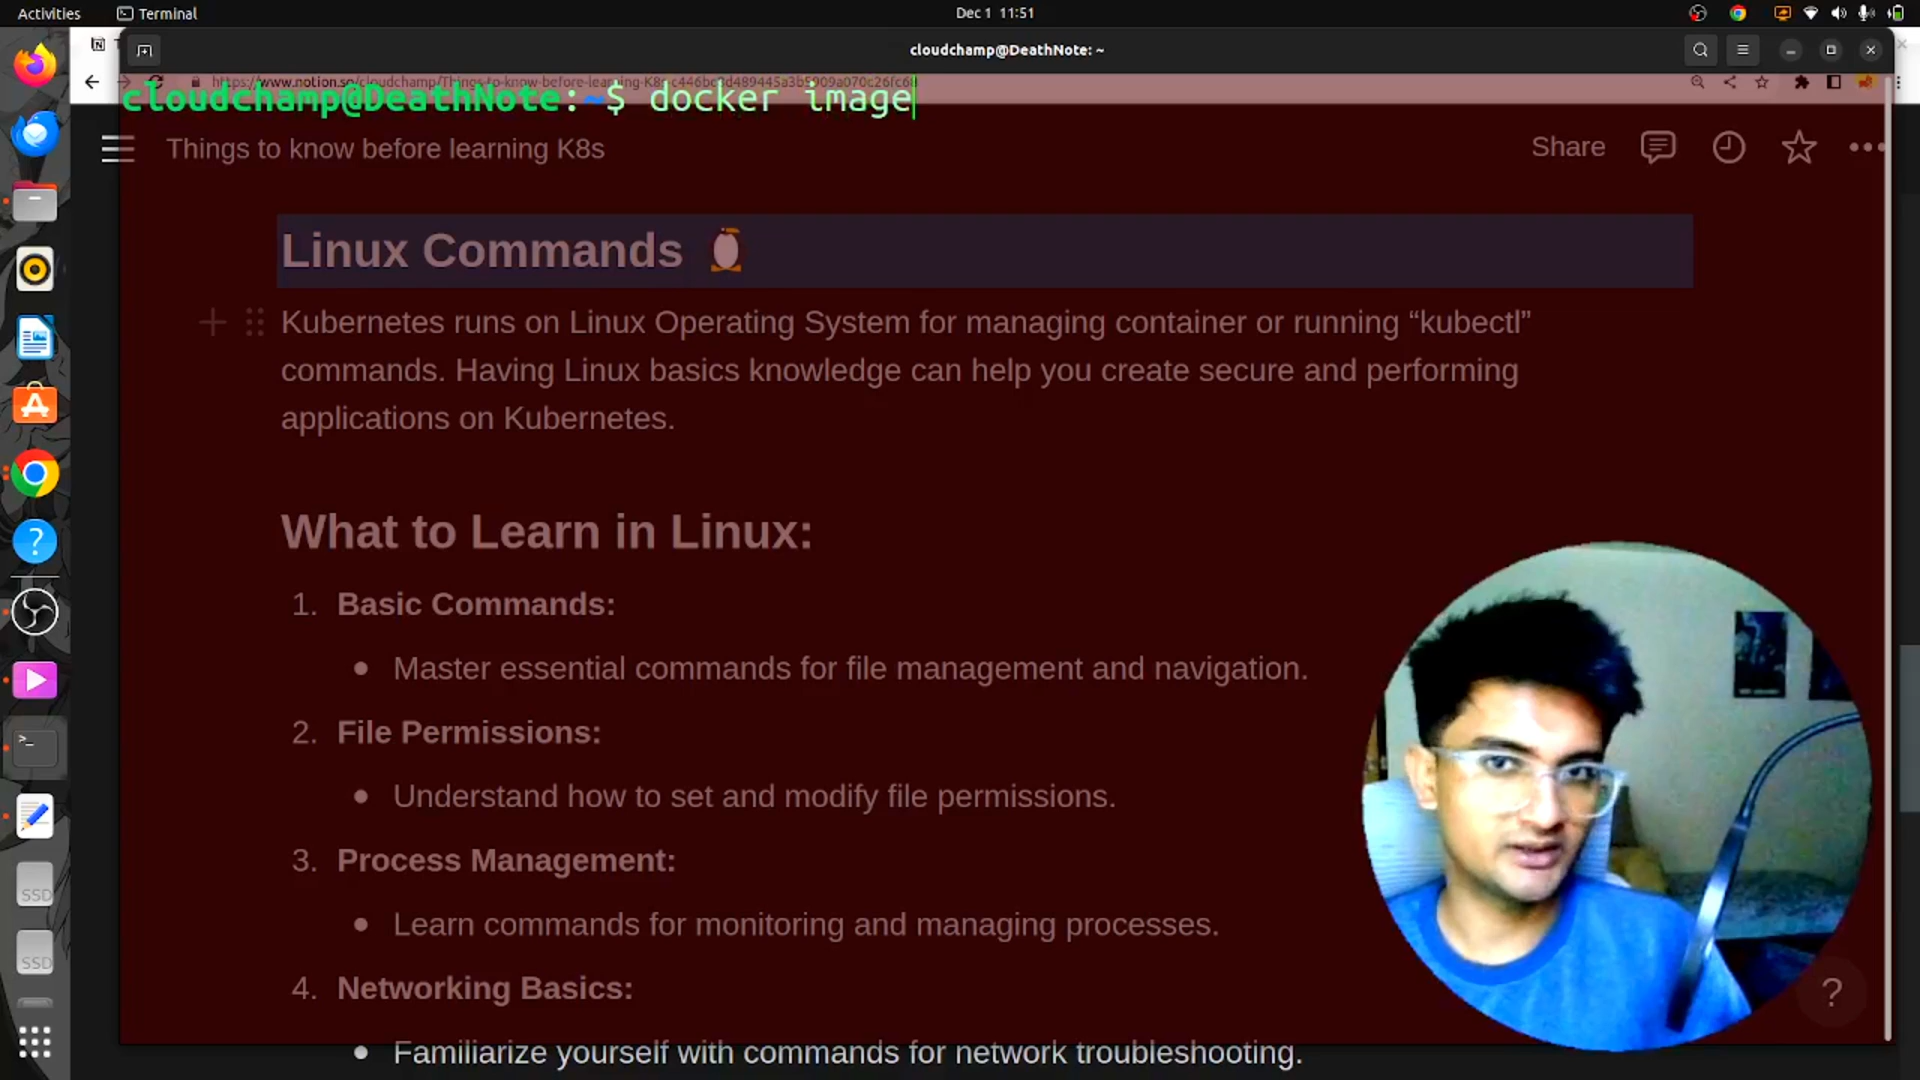 Activities
Terminal
Dec 1 11:51
cloudchamp@DeathNote: ~
cloudchamp@DeathNote:~$ docker image
Things to know before learning K8s
Share
Linux Commands
Kubernetes runs on Linux Operating System for managing container or running “kubectl”
commands. Having Linux basics knowledge can help you create secure and performing
applications on Kubernetes.
What to Learn in Linux:
1. Basic Commands:
• Master essential commands for file management and navigation.
2. File Permissions:
• Understand how to set and modify file permissions.
3. Process Management:
• Learn commands for monitoring and managing processes.
4. Networking Basics:
• Familiarize yourself with commands for network troubleshooting.
SSD
SSD